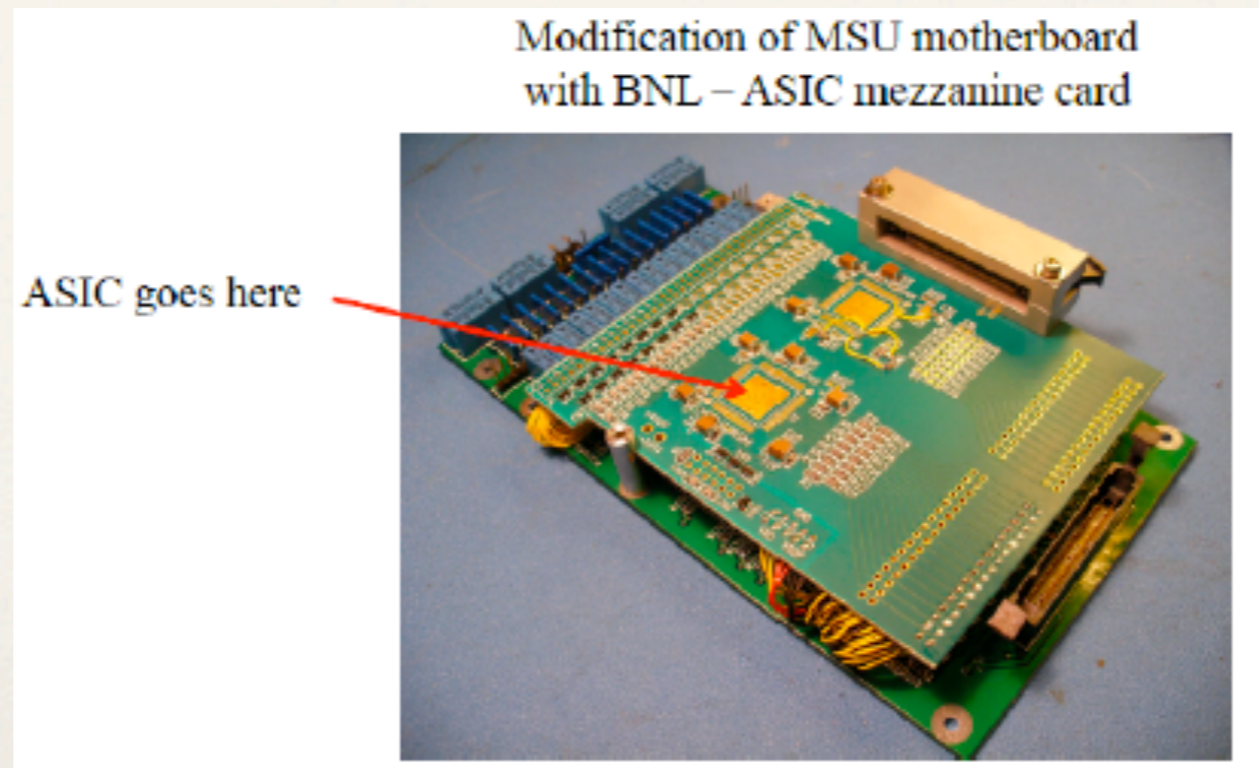 Modification of MSU motherboard
with BNL – ASIC mezzanine card
ASIC goes here